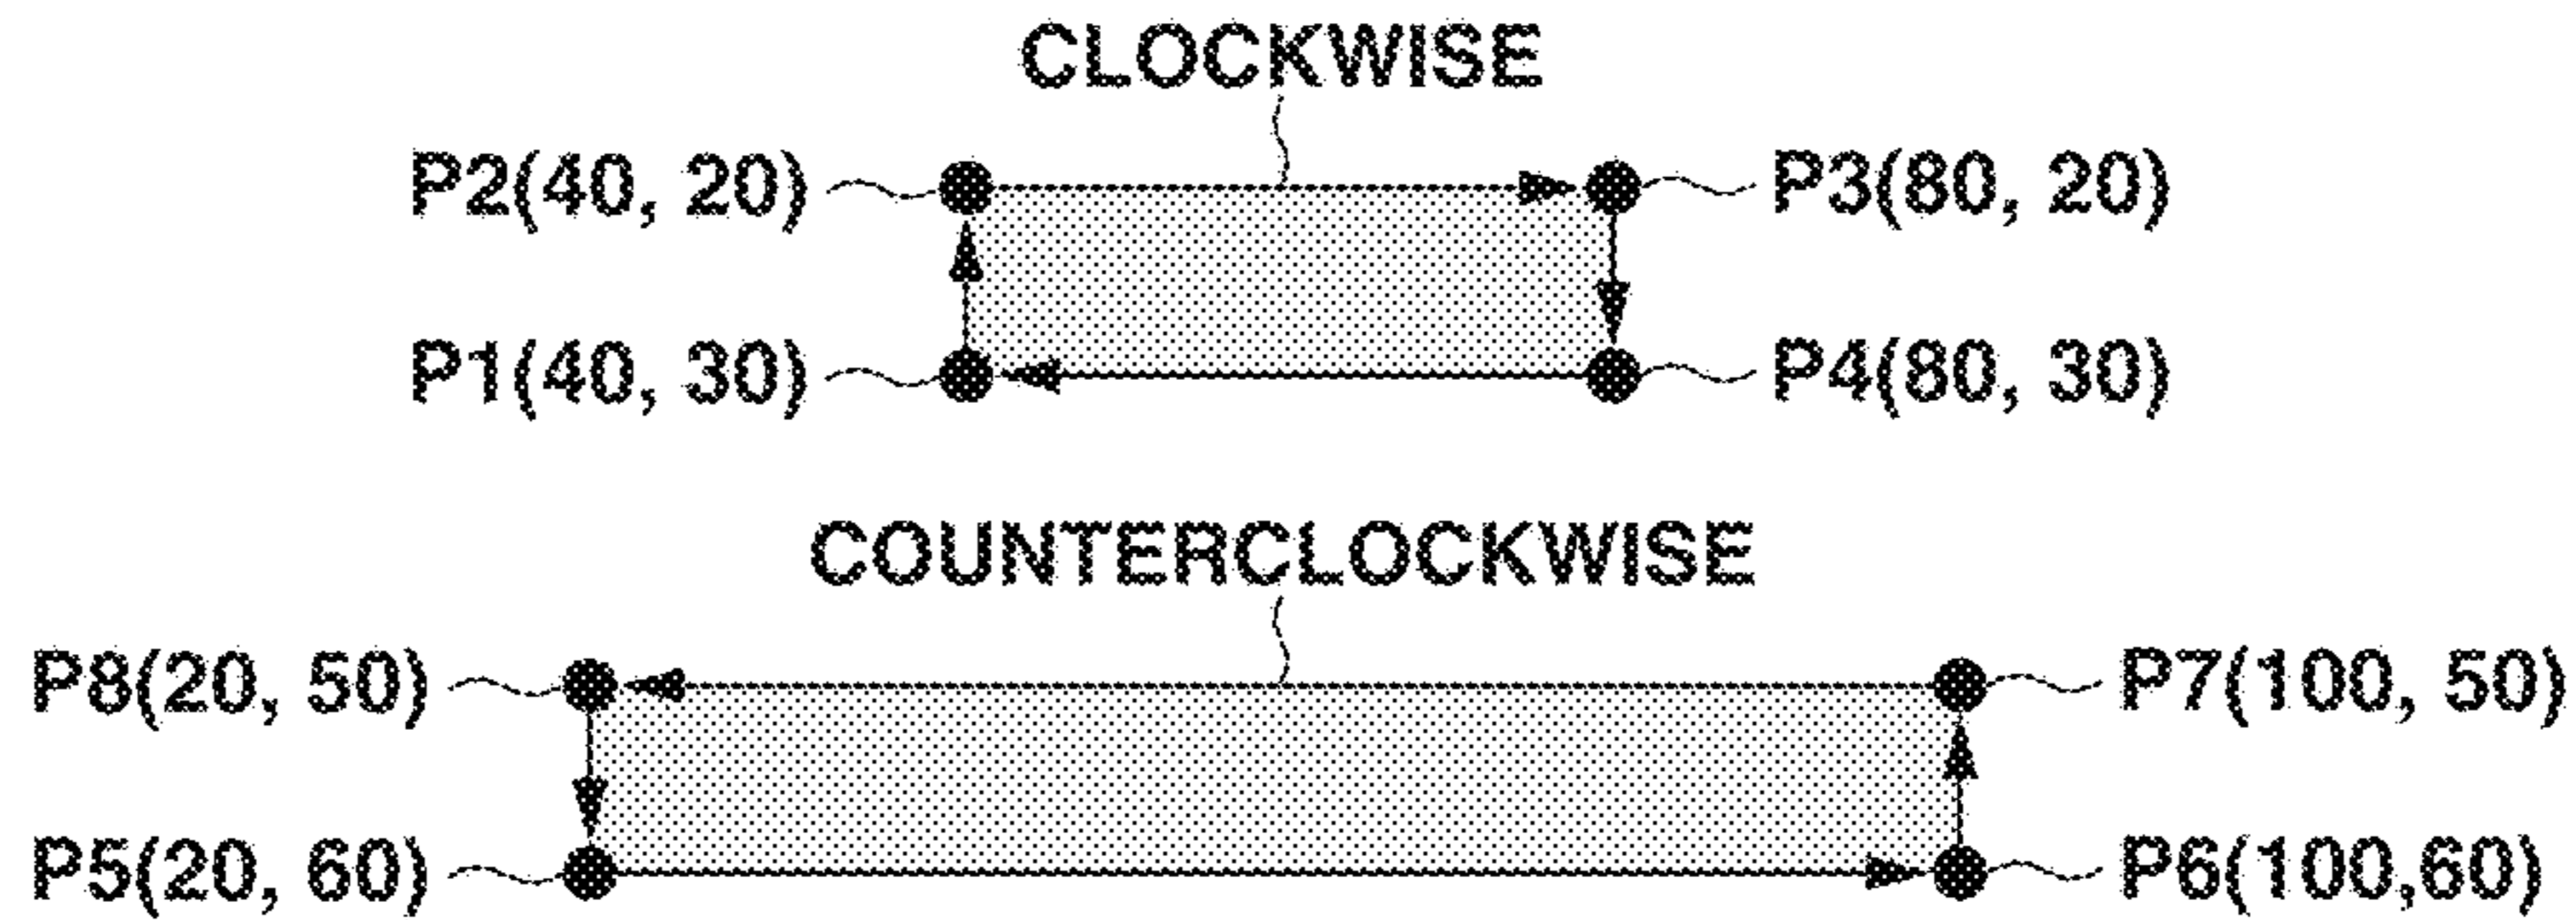 CLOCKWISE
P2(40, 20) P3(80, 20)
P1(40, 30) P4(80, 30)
COUNTERCLOCKWISE
P8(20, 50) P7(100, 50)
P5(20, 60) P6(100,60)